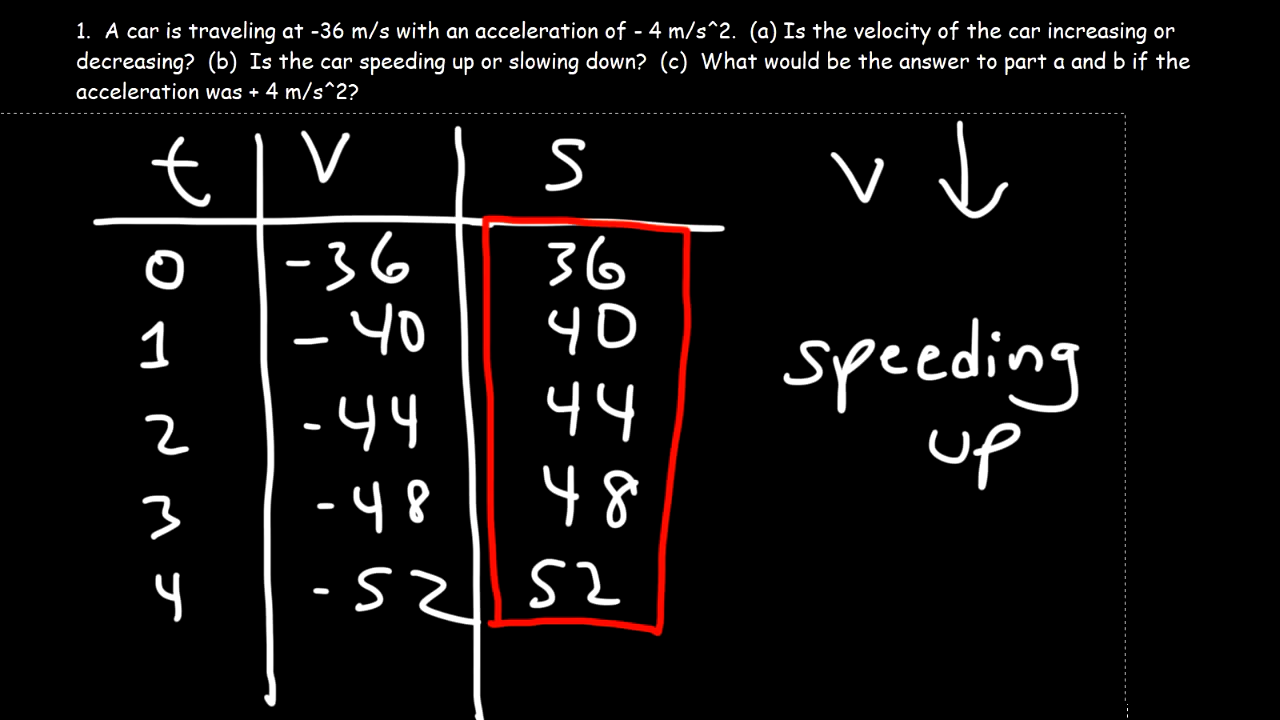 1. A car is traveling at -36 m/s with an acceleration of - 4 m/s^2. (a) Is the velocity of the car increasing or
decreasing? (b) Is the car speeding up or slowing down? (c) What would be the answer to part a and b if the
acceleration was + 4 m/s^2?
t V S V ↓
0 -36 36
1 -40 40
2 -44 44
3 -48 48
4 -52 52
speeding
up